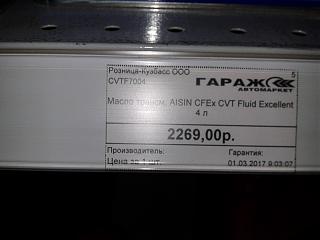 Розница-Кузбасс ООО
CVTF7004
5
ГАРАЖ
АВТОМАРКЕТ
Масло трансм. AISIN CFEx CVT Fluid Excellent
4 л
2269,00р.
Производитель:
Гарантия:
Цена за 1 шт.
01.03.2017 9:03:07